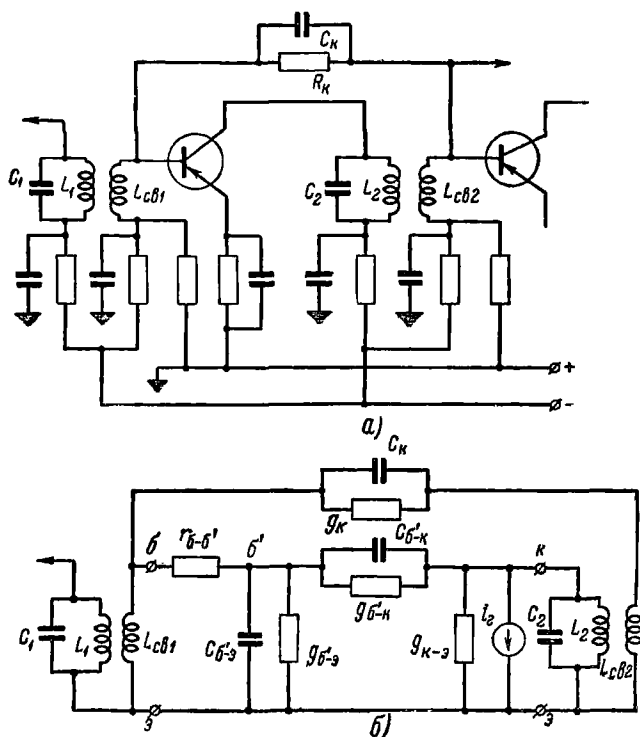 Cк
Rк
C₁
L₁
Lсв1
C₂
L₂
Lсв2
+
-
а)
Cк
gк
б
rб-б'
б'
Cб'-к
gб'-к
к
C₁
L₁
Lсв1
Cб'-э
gб'-э
gк-э
iг
C₂
L₂
Lсв2
э
э
б)